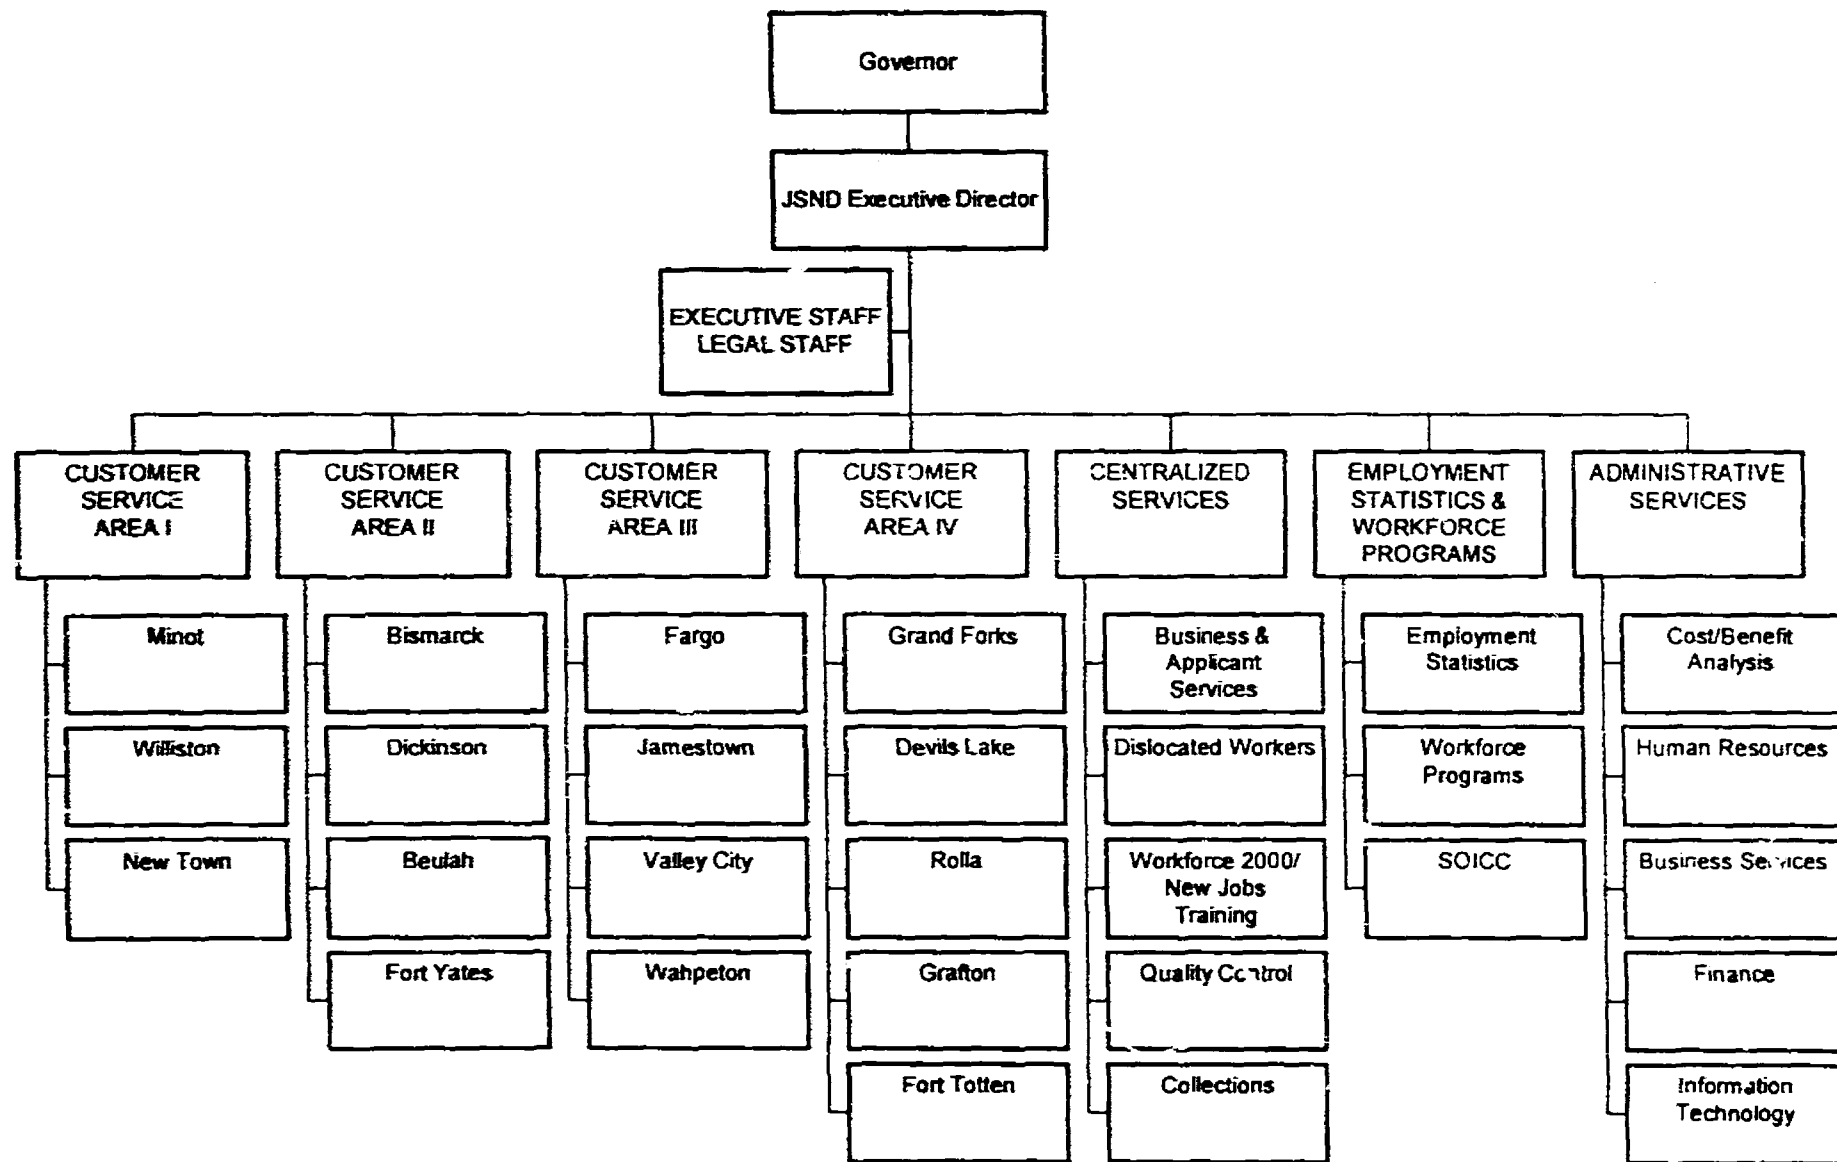 Governor
JSND Executive Director
EXECUTIVE STAFF
LEGAL STAFF
CUSTOMER
SERVICE
AREA I
CUSTOMER
SERVICE
AREA II
CUSTOMER
SERVICE
AREA III
CUSTOMER
SERVICE
AREA IV
CENTRALIZED
SERVICES
EMPLOYMENT
STATISTICS &
WORKFORCE
PROGRAMS
ADMINISTRATIVE
SERVICES
Minot
Williston
New Town
Bismarck
Dickinson
Beulah
Fort Yates
Fargo
Jamestown
Valley City
Wahpeton
Grand Forks
Devils Lake
Rolla
Grafton
Fort Totten
Business &
Applicant
Services
Dislocated Workers
Workforce 2000/
New Jobs
Training
Quality Control
Collections
Employment
Statistics
Workforce
Programs
SOICC
Cost/Benefit
Analysis
Human Resources
Business Services
Finance
Information
Technology